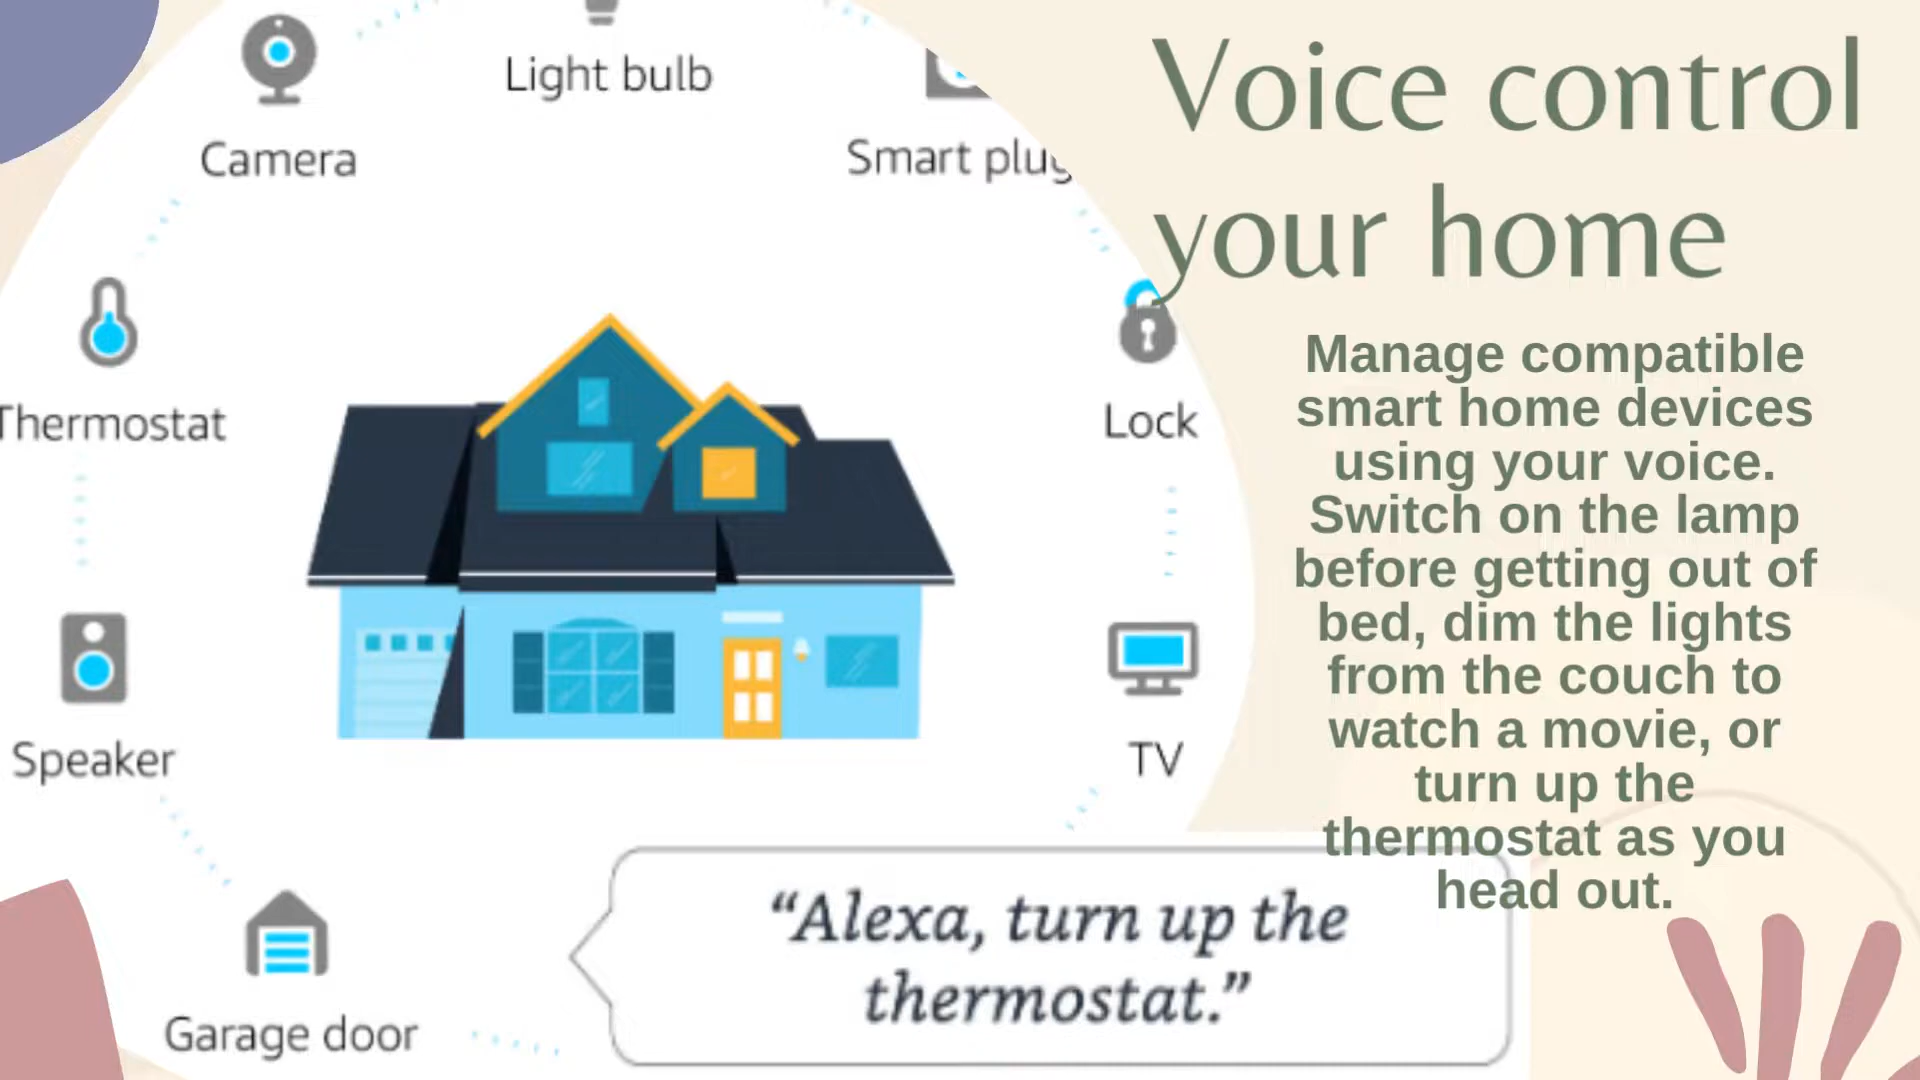 Voice control
your home
Light bulb
Camera
Smart plug
Thermostat
Lock
Speaker
TV
Garage door
Manage compatible
smart home devices
using your voice.
Switch on the lamp
before getting out of
bed, dim the lights
from the couch to
watch a movie, or
turn up the
thermostat as you
head out.
“Alexa, turn up the
thermostat.”